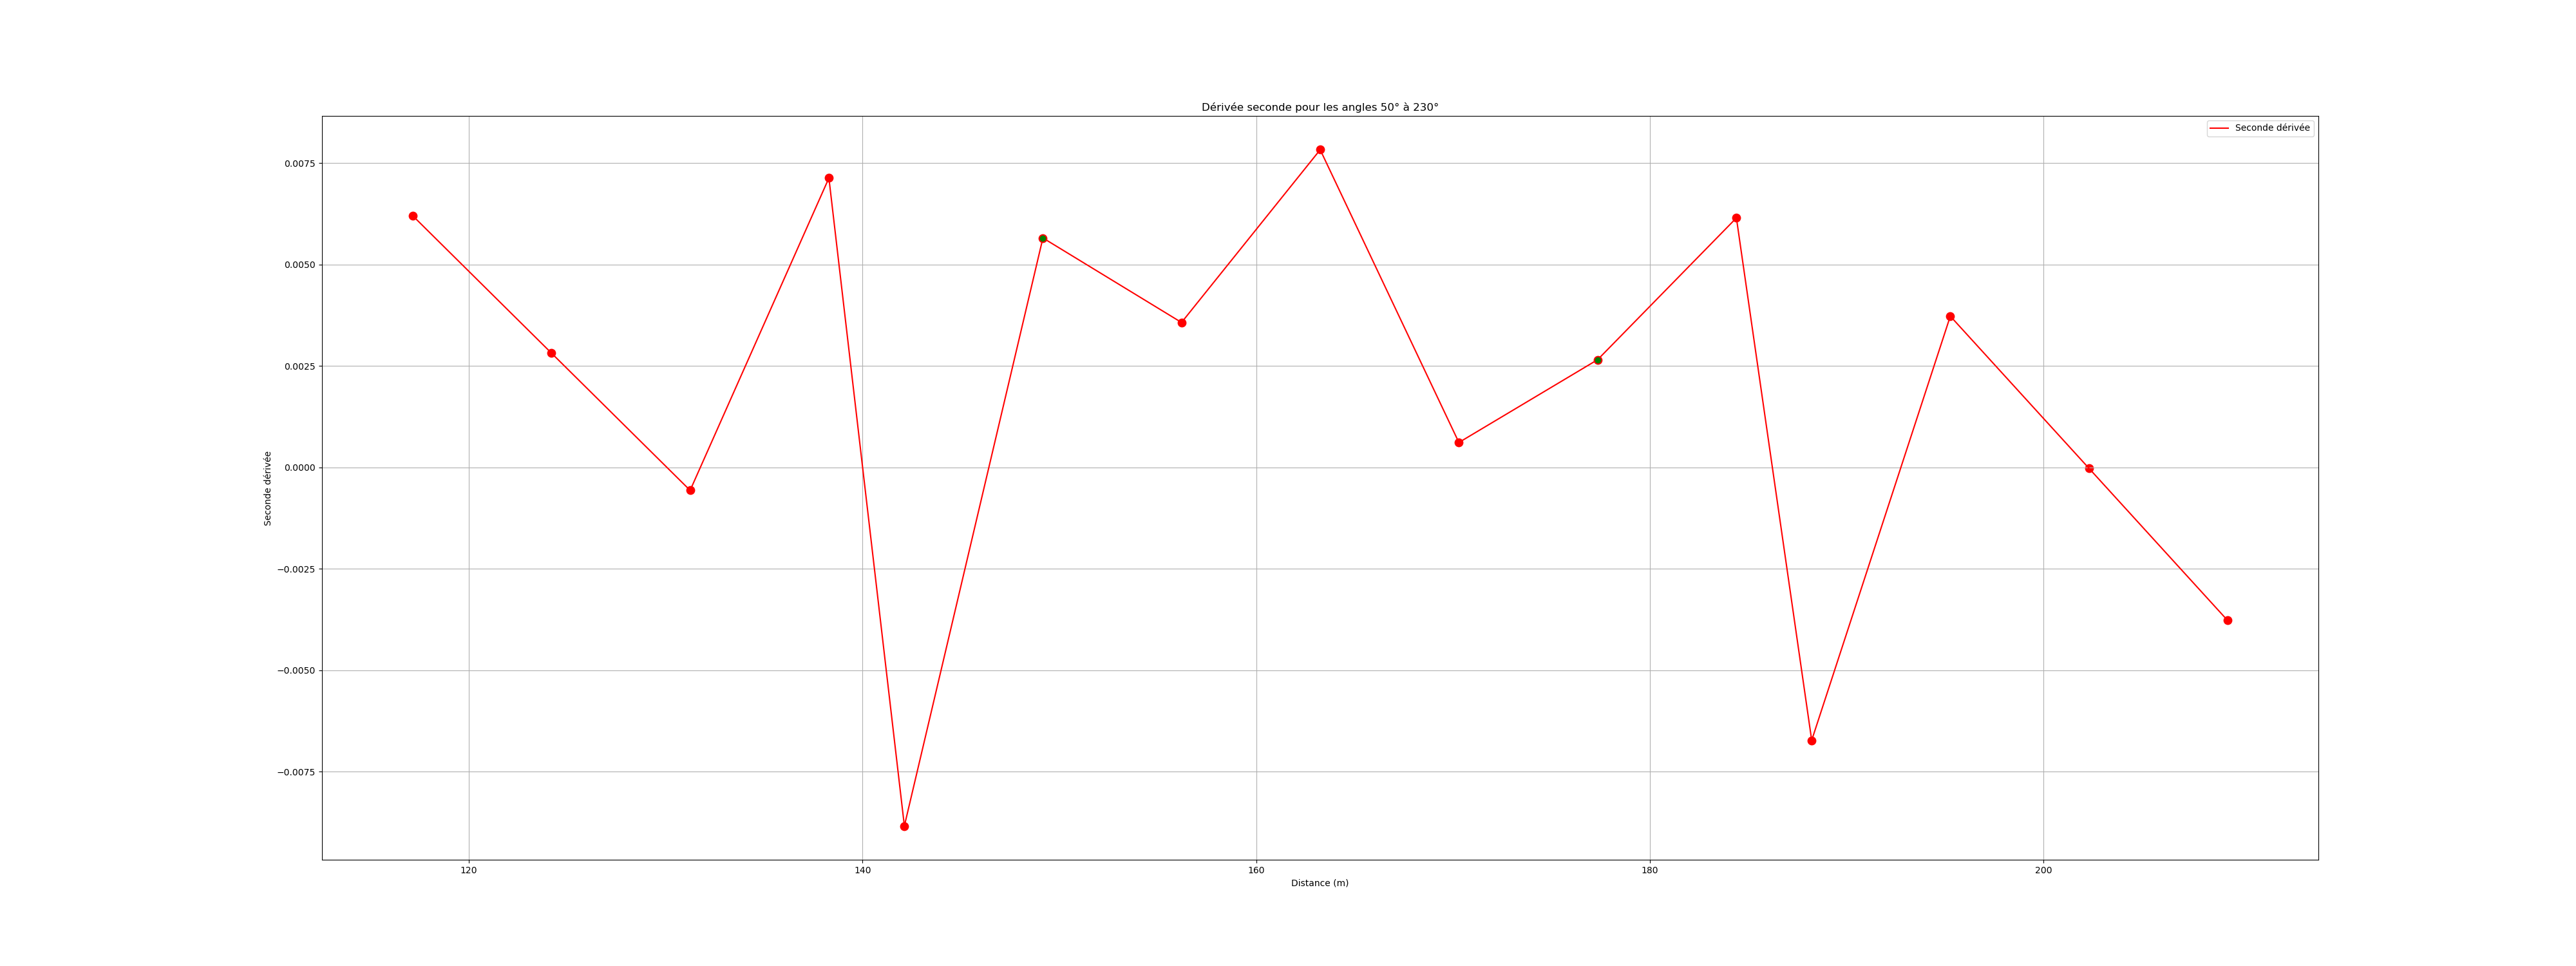 Dérivée seconde pour les angles 50° à 230°
Seconde dérivée
0.0075
0.0050
0.0025
0.0000
−0.0025
−0.0050
−0.0075
Seconde dérivée
120 140 160 180 200
Distance (m)